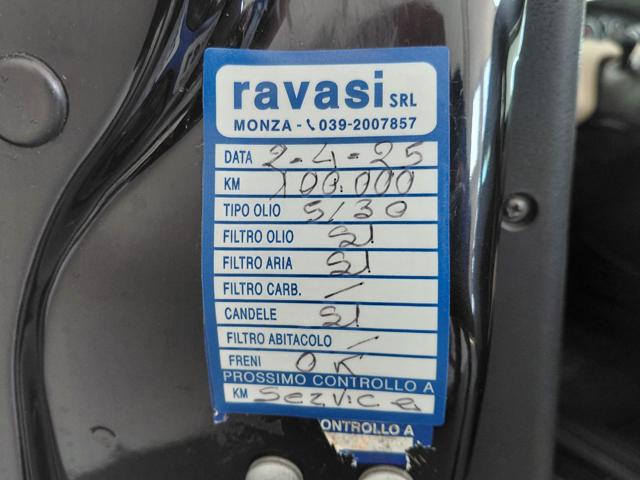 ravasi SRL
MONZA - 039-2007857
DATA 2-4-25
KM 100.000
TIPO OLIO 5/30
FILTRO OLIO SI
FILTRO ARIA SI
FILTRO CARB. /
CANDELE SI
FILTRO ABITACOLO /
FRENI OK
PROSSIMO CONTROLLO A
KM Service
CONTROLLO A